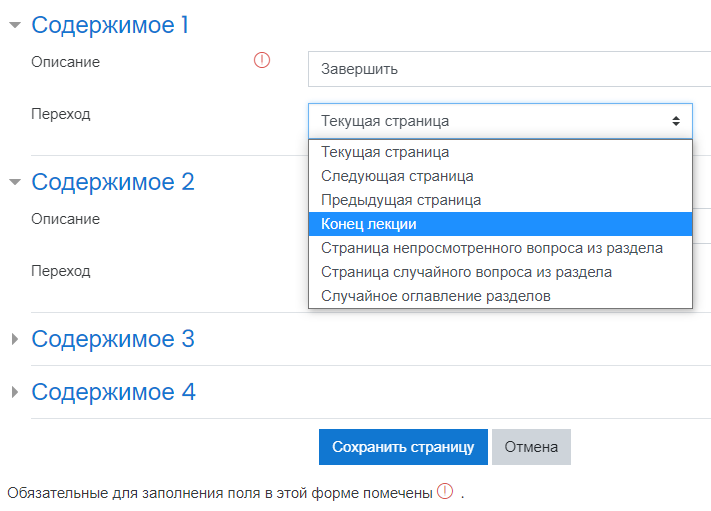 Содержимое 1
Описание
Завершить
Переход
Текущая страница
Текущая страница
Следующая страница
Предыдущая страница
Конец лекции
Страница непросмотренного вопроса из раздела
Страница случайного вопроса из раздела
Случайное оглавление разделов
Содержимое 2
Описание
Переход
Содержимое 3
Содержимое 4
Сохранить страницу
Отмена
Обязательные для заполнения поля в этой форме помечены .